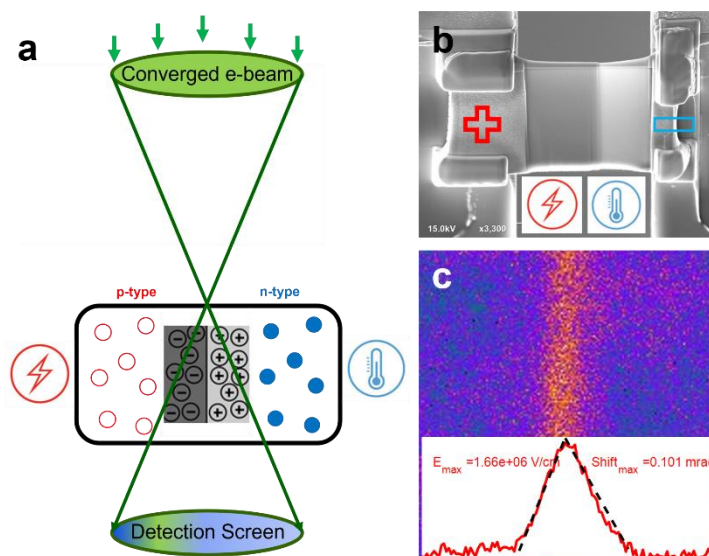 a
Converged e-beam
p-type
n-type
Detection Screen
b
15.0kV x3,300
c
E_max =1.66e+06 V/cm Shift_max =0.101 mrad